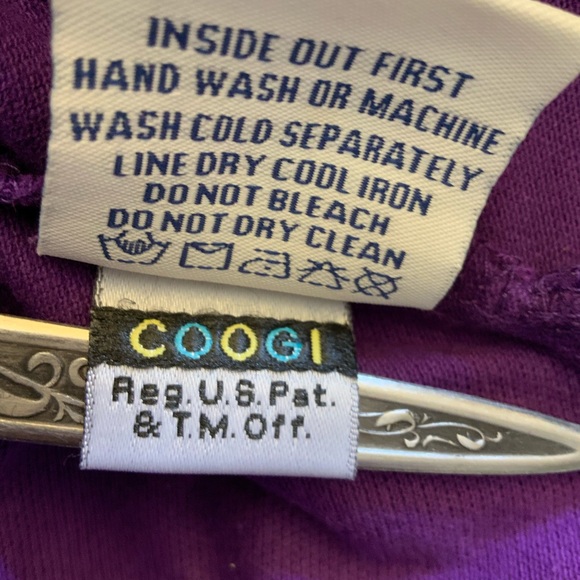 INSIDE OUT FIRST
HAND WASH OR MACHINE
WASH COLD SEPARATELY
LINE DRY COOL IRON
DO NOT BLEACH
DO NOT DRY CLEAN
COOGI
Reg. U.S. Pat.
& T.M. Off.